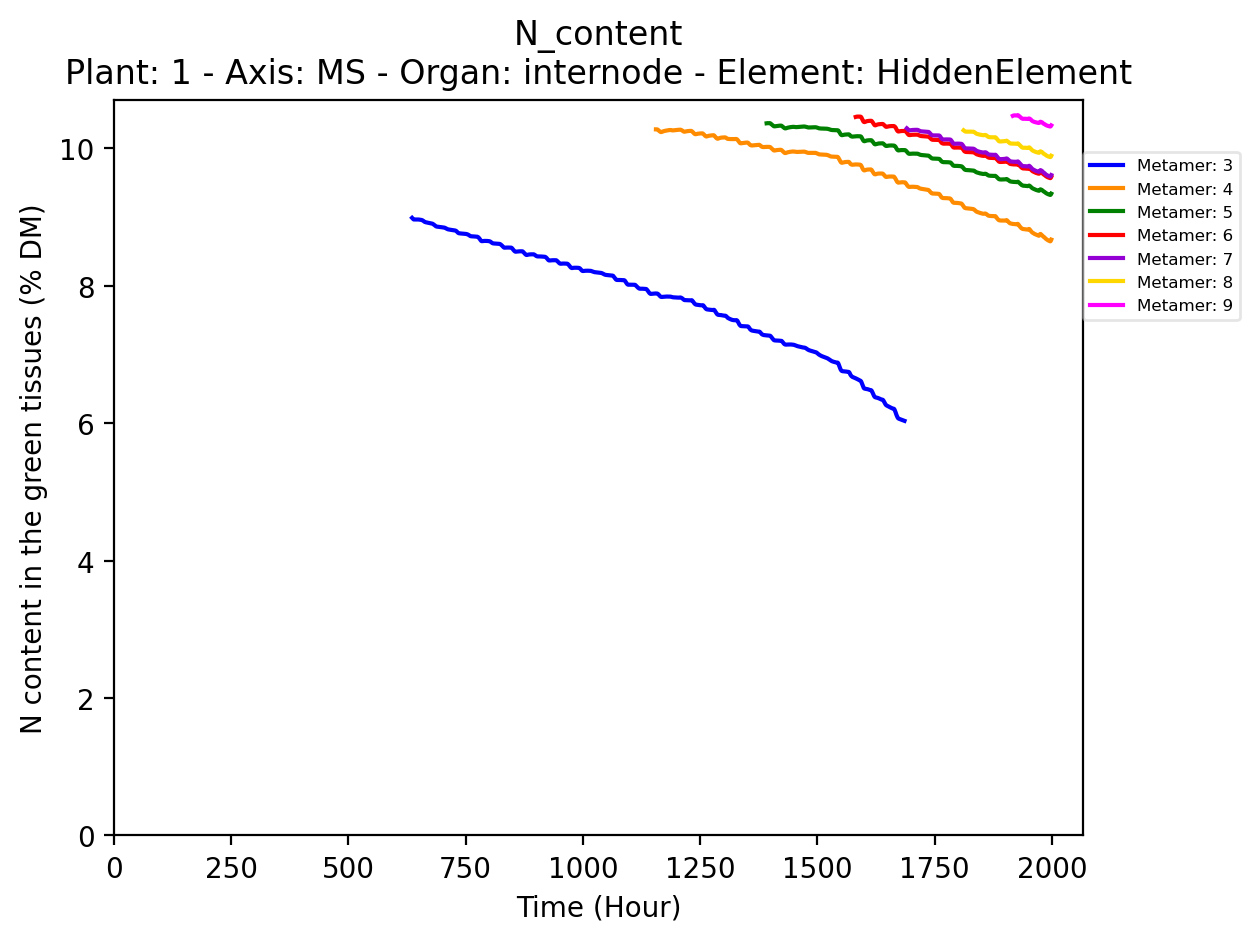 N_content
Plant: 1 - Axis: MS - Organ: internode - Element: HiddenElement
N content in the green tissues (% DM)
10
8
6
4
2
0
0 250 500 750 1000 1250 1500 1750 2000
Time (Hour)
Metamer: 3
Metamer: 4
Metamer: 5
Metamer: 6
Metamer: 7
Metamer: 8
Metamer: 9